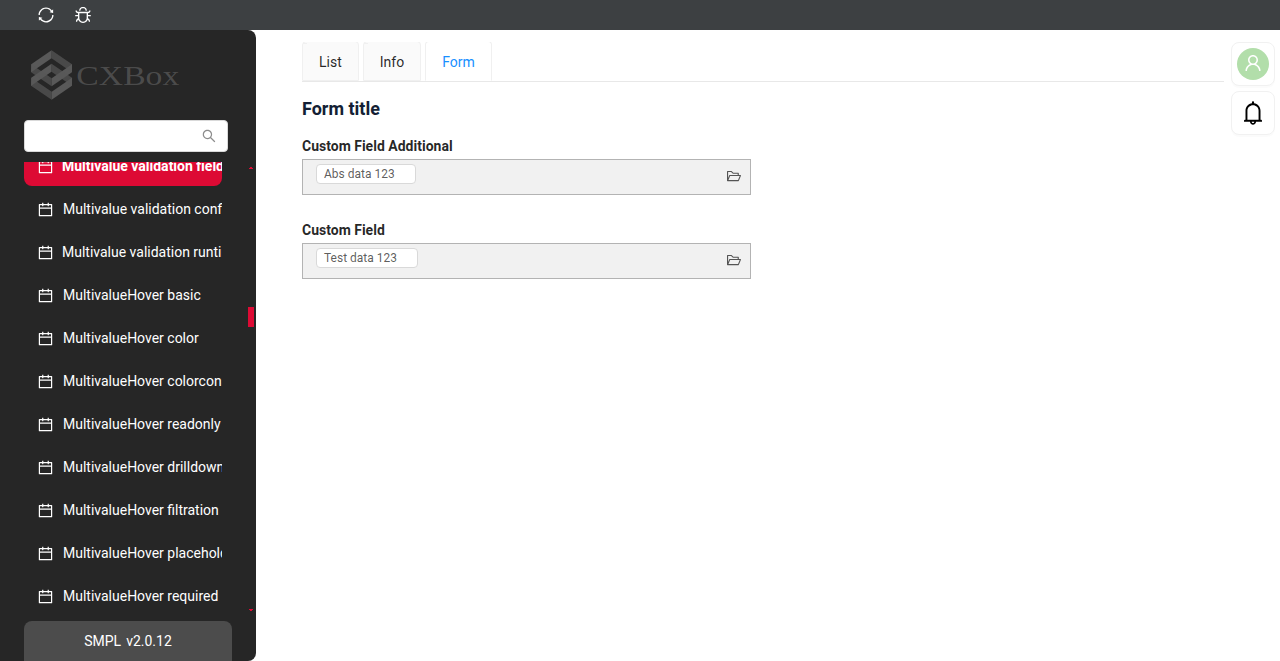 CXBox
Multivalue validation field
Multivalue validation conf
Multivalue validation runti
MultivalueHover basic
MultivalueHover color
MultivalueHover colorcon
MultivalueHover readonly
MultivalueHover drilldown
MultivalueHover filtration
MultivalueHover placehol
MultivalueHover required
SMPL v2.0.12
List
Info
Form
Form title
Custom Field Additional
Abs data 123
Custom Field
Test data 123